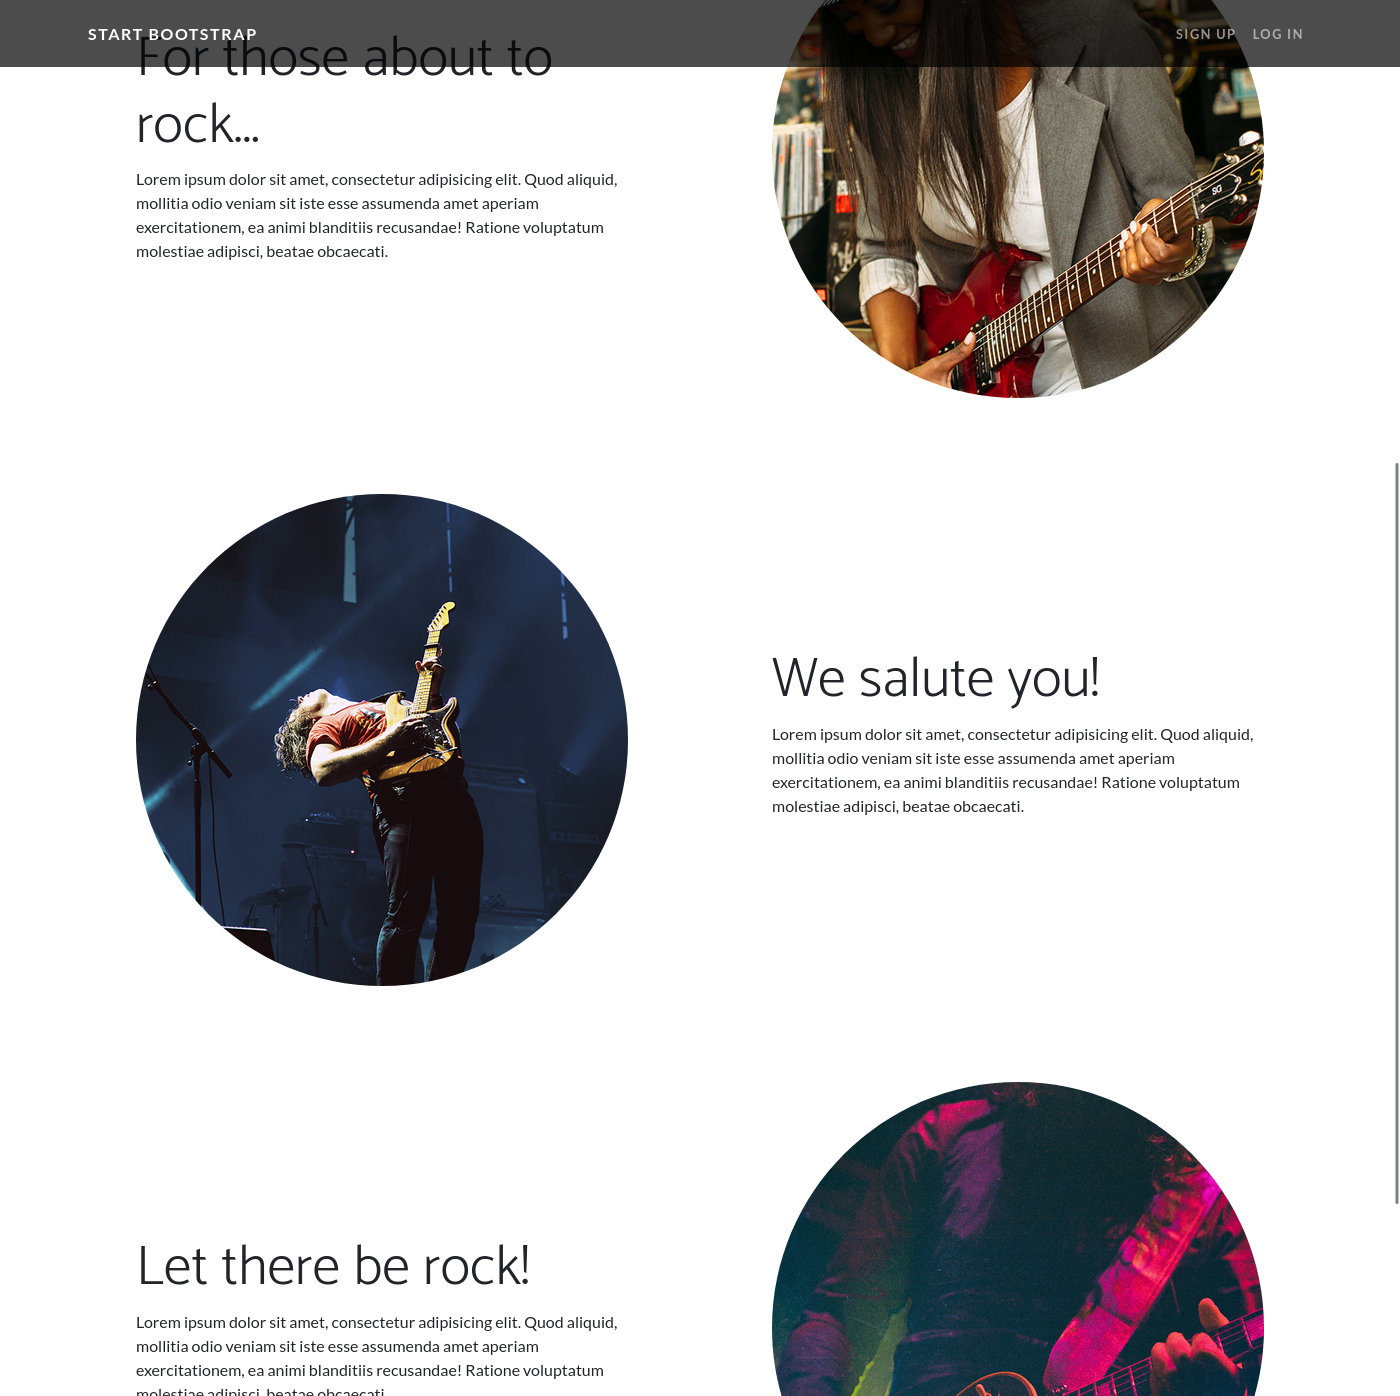 START BOOTSTRAP
SIGN UP LOG IN
For those about to
rock...
Lorem ipsum dolor sit amet, consectetur adipisicing elit. Quod aliquid,
mollitia odio veniam sit iste esse assumenda amet aperiam
exercitationem, ea animi blanditiis recusandae! Ratione voluptatum
molestiae adipisci, beatae obcaecati.
SG
We salute you!
Lorem ipsum dolor sit amet, consectetur adipisicing elit. Quod aliquid,
mollitia odio veniam sit iste esse assumenda amet aperiam
exercitationem, ea animi blanditiis recusandae! Ratione voluptatum
molestiae adipisci, beatae obcaecati.
Let there be rock!
Lorem ipsum dolor sit amet, consectetur adipisicing elit. Quod aliquid,
mollitia odio veniam sit iste esse assumenda amet aperiam
exercitationem, ea animi blanditiis recusandae! Ratione voluptatum
molestiae adipisci, beatae obcaecati.